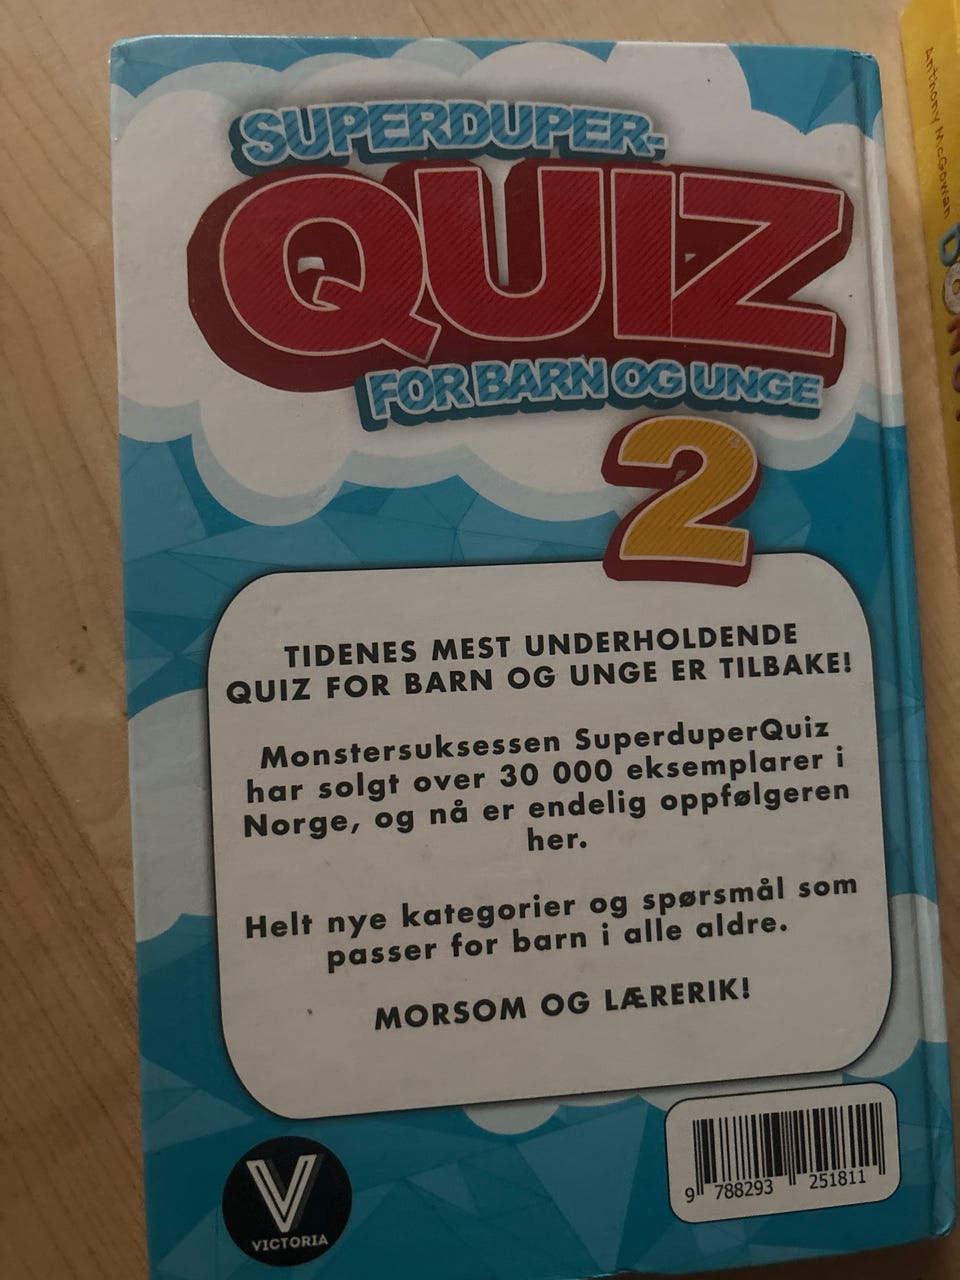 SUPERDUPER-
QUIZ
FOR BARN OG UNGE
2
TIDENES MEST UNDERHOLDENDE
QUIZ FOR BARN OG UNGE ER TILBAKE!
Monstersuksessen SuperduperQuiz
har solgt over 30 000 eksemplarer i
Norge, og nå er endelig oppfølgeren
her.
Helt nye kategorier og spørsmål som
passer for barn i alle aldre.
MORSOM OG LÆRERIK!
V
VICTORIA
9 788293 251811
Anthony McGowan